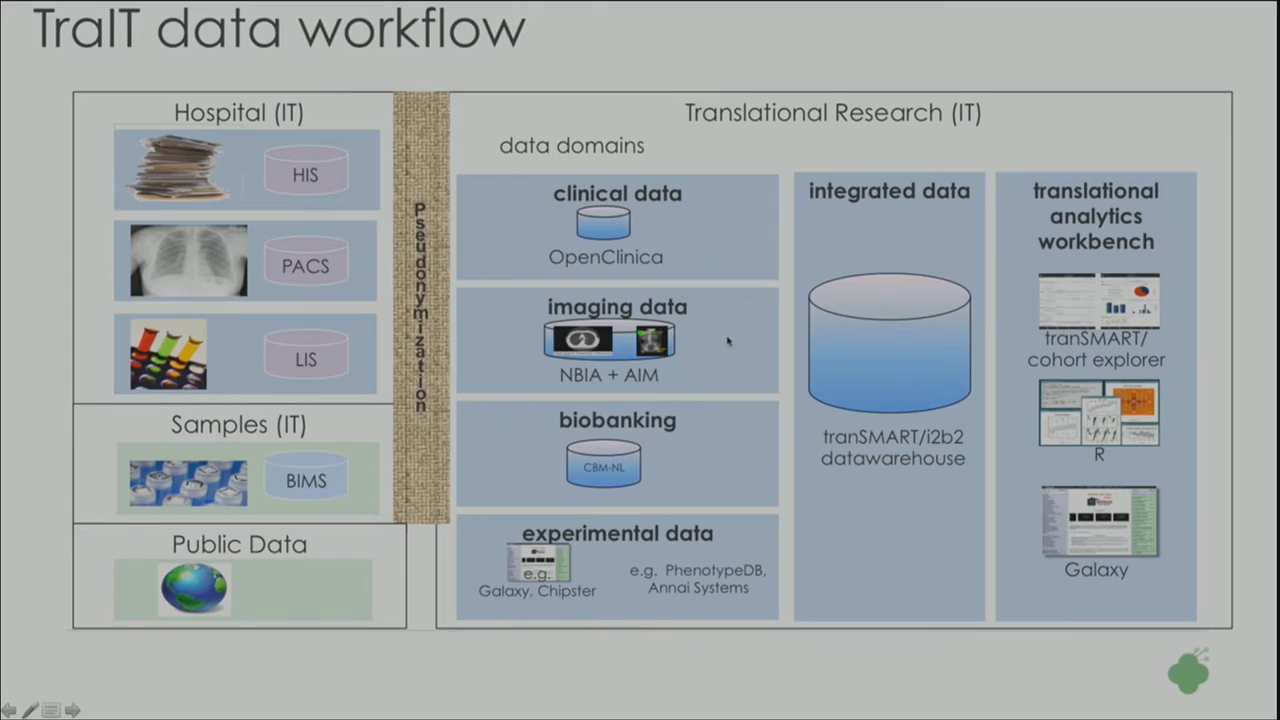 TraIT data workflow
Hospital (IT)
HIS
PACS
LIS
Samples (IT)
BIMS
Public Data
Pseudonymization
Translational Research (IT)
data domains
clinical data
OpenClinica
imaging data
NBIA + AIM
biobanking
CBM-NL
experimental data
e.g.
Galaxy, Chipster
e.g. PhenotypeDB,
Annai Systems
integrated data
tranSMART/i2b2
datawarehouse
translational
analytics
workbench
tranSMART/
cohort explorer
R
Galaxy